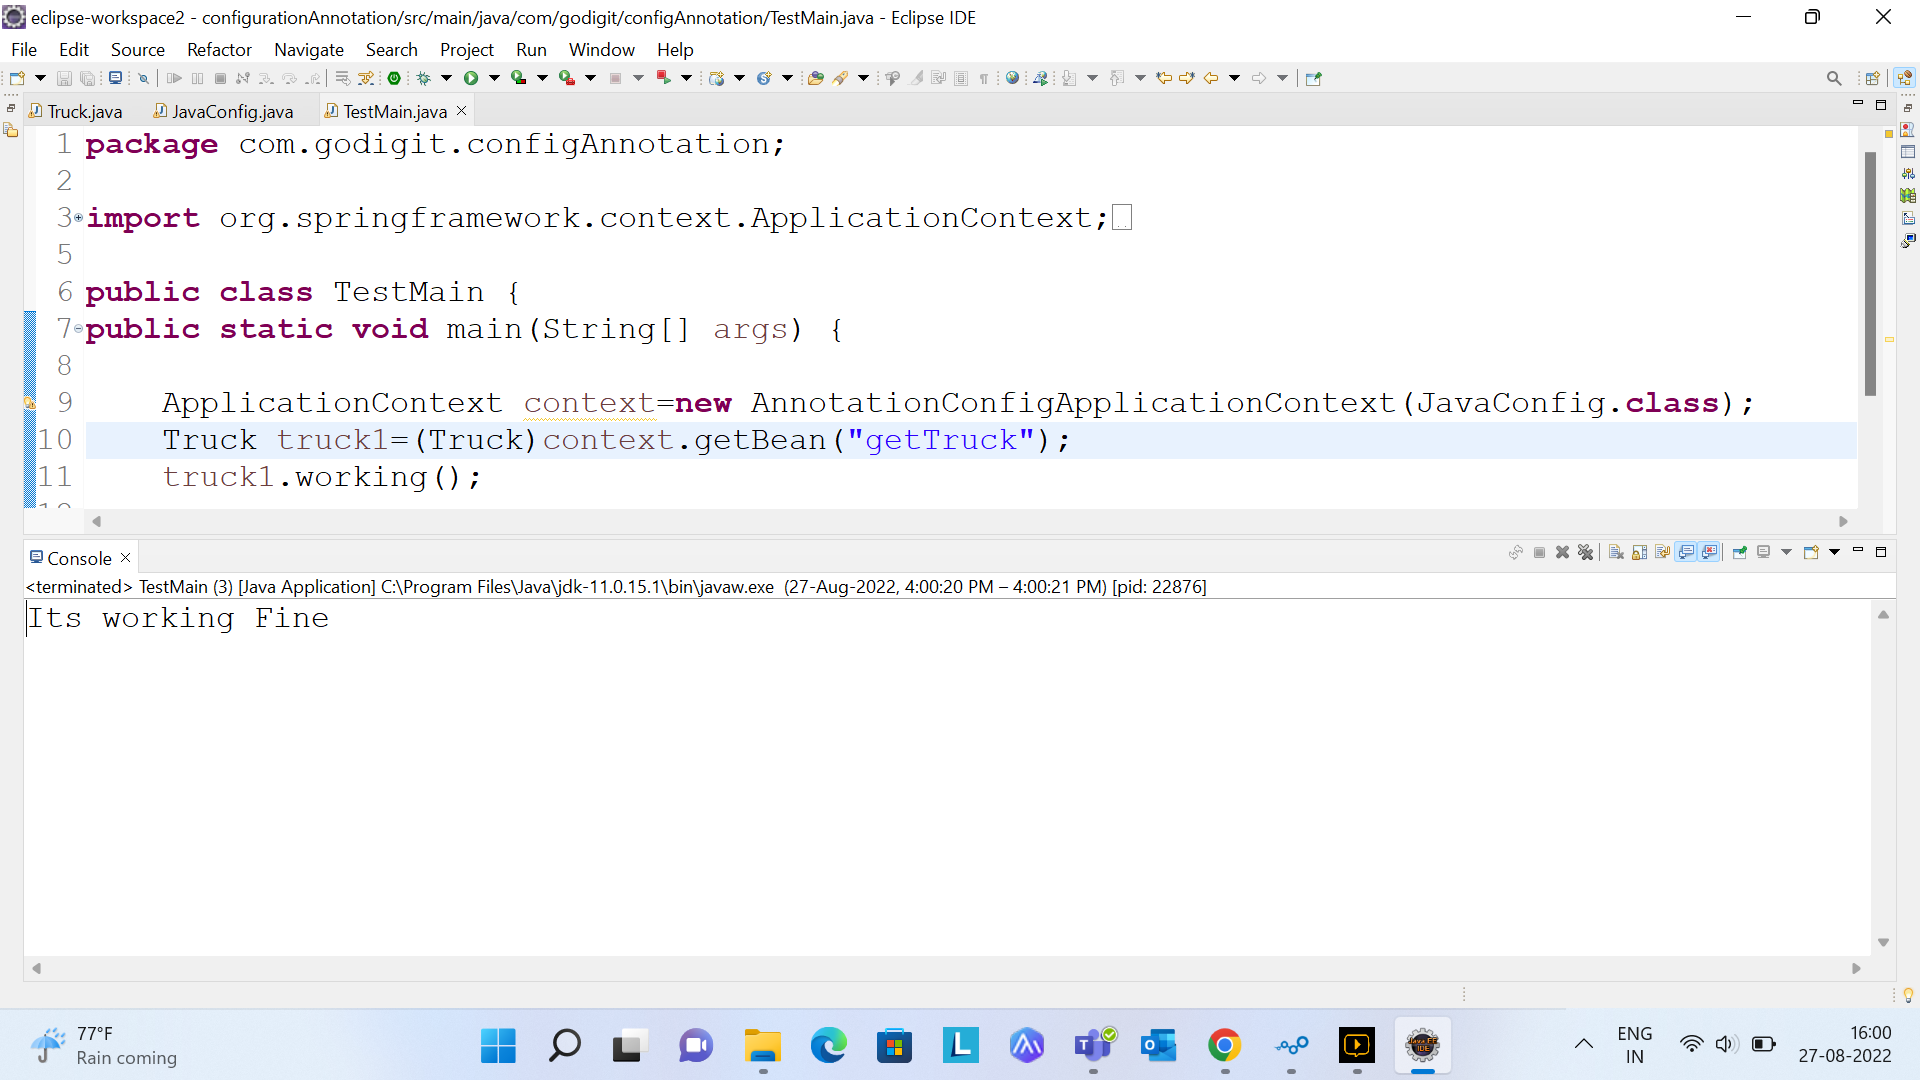 eclipse-workspace2 - configurationAnnotation/src/main/java/com/godigit/configAnnotation/TestMain.java - Eclipse IDE
File Edit Source Refactor Navigate Search Project Run Window Help
Truck.java JavaConfig.java TestMain.java
1 package com.godigit.configAnnotation;
2
3 import org.springframework.context.ApplicationContext;
5
6 public class TestMain {
7 public static void main(String[] args) {
8
9 ApplicationContext context=new AnnotationConfigApplicationContext(JavaConfig.class);
10 Truck truck1=(Truck)context.getBean("getTruck");
11 truck1.working();
Console
<terminated> TestMain (3) [Java Application] C:\Program Files\Java\jdk-11.0.15.1\bin\javaw.exe (27-Aug-2022, 4:00:20 PM – 4:00:21 PM) [pid: 22876]
Its working Fine
77°F
Rain coming
ENG
IN
16:00
27-08-2022